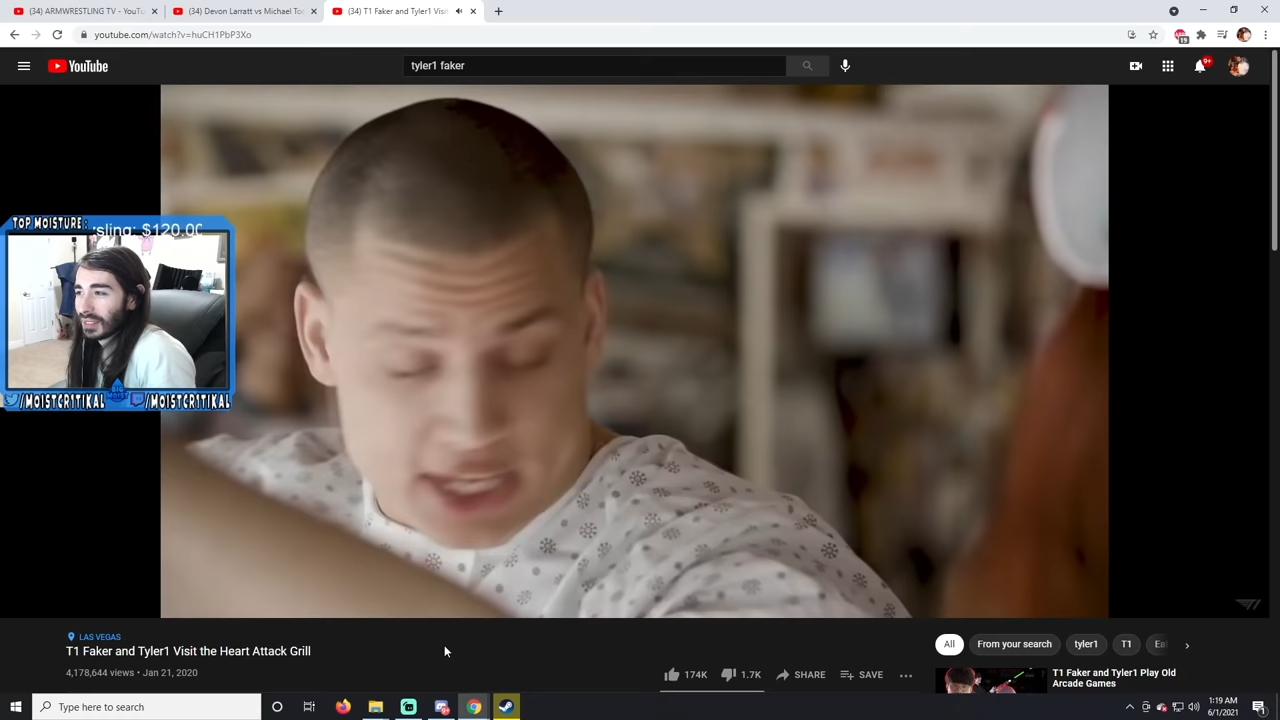 (34) ARMWRESTLING TV - YouTu
(34) Devon Larratt vs Michael Too
(34) T1 Faker and Tyler1 Visi
youtube.com/watch?v=huCH1PbP3Xo
19
YouTube
tyler1 faker
9+
TOP MOISTURE:
sling: $120.00
/MOISTCR1TIKAL
/MOISTCR1TIKAL
LAS VEGAS
T1 Faker and Tyler1 Visit the Heart Attack Grill
4,178,644 views • Jan 21, 2020
174K
1.7K
SHARE
SAVE
All
From your search
tyler1
T1
Ea
T1 Faker and Tyler1 Play Old
Arcade Games
Type here to search
1:19 AM
6/1/2021